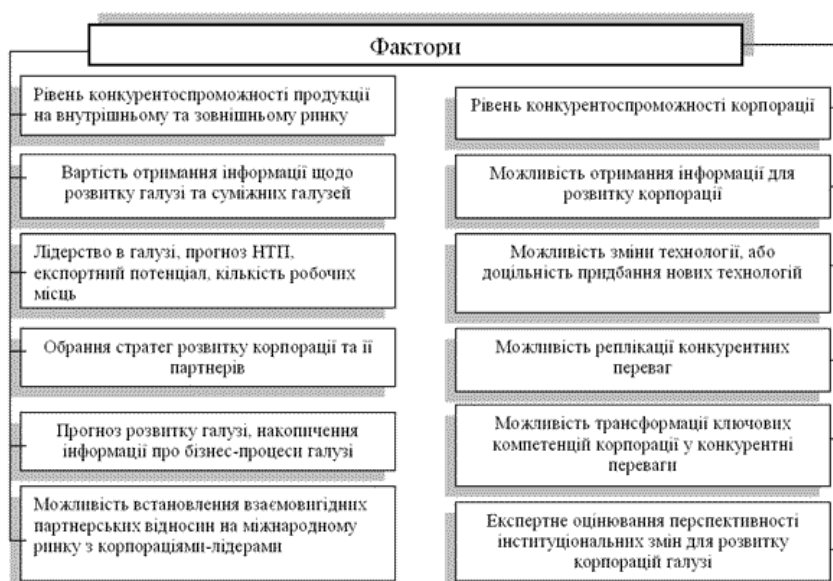 Фактори
Рівень конкурентоспроможності продукції
на внутрішньому та зовнішньому ринку
Вартість отримання інформації щодо
розвитку галузі та суміжних галузей
Лідерство в галузі, прогноз НТП,
експортний потенціал, кількість робочих
місць
Обрання стратег розвитку корпорації та її
партнерів
Прогноз розвитку галузі, накопичення
інформації про бізнес-процеси галузі
Можливість встановлення взаємовигідних
партнерських відносин на міжнародному
ринку з корпораціями-лідерами
Рівень конкурентоспроможності корпорації
Можливість отримання інформації для
розвитку корпорації
Можливість зміни технології, або
доцільність придбання нових технологій
Можливість реплікації конкурентних
переваг
Можливість трансформації ключових
компетенцій корпорації у конкурентні
переваги
Експертне оцінювання перспективності
інституціональних змін для розвитку
корпорацій галузі